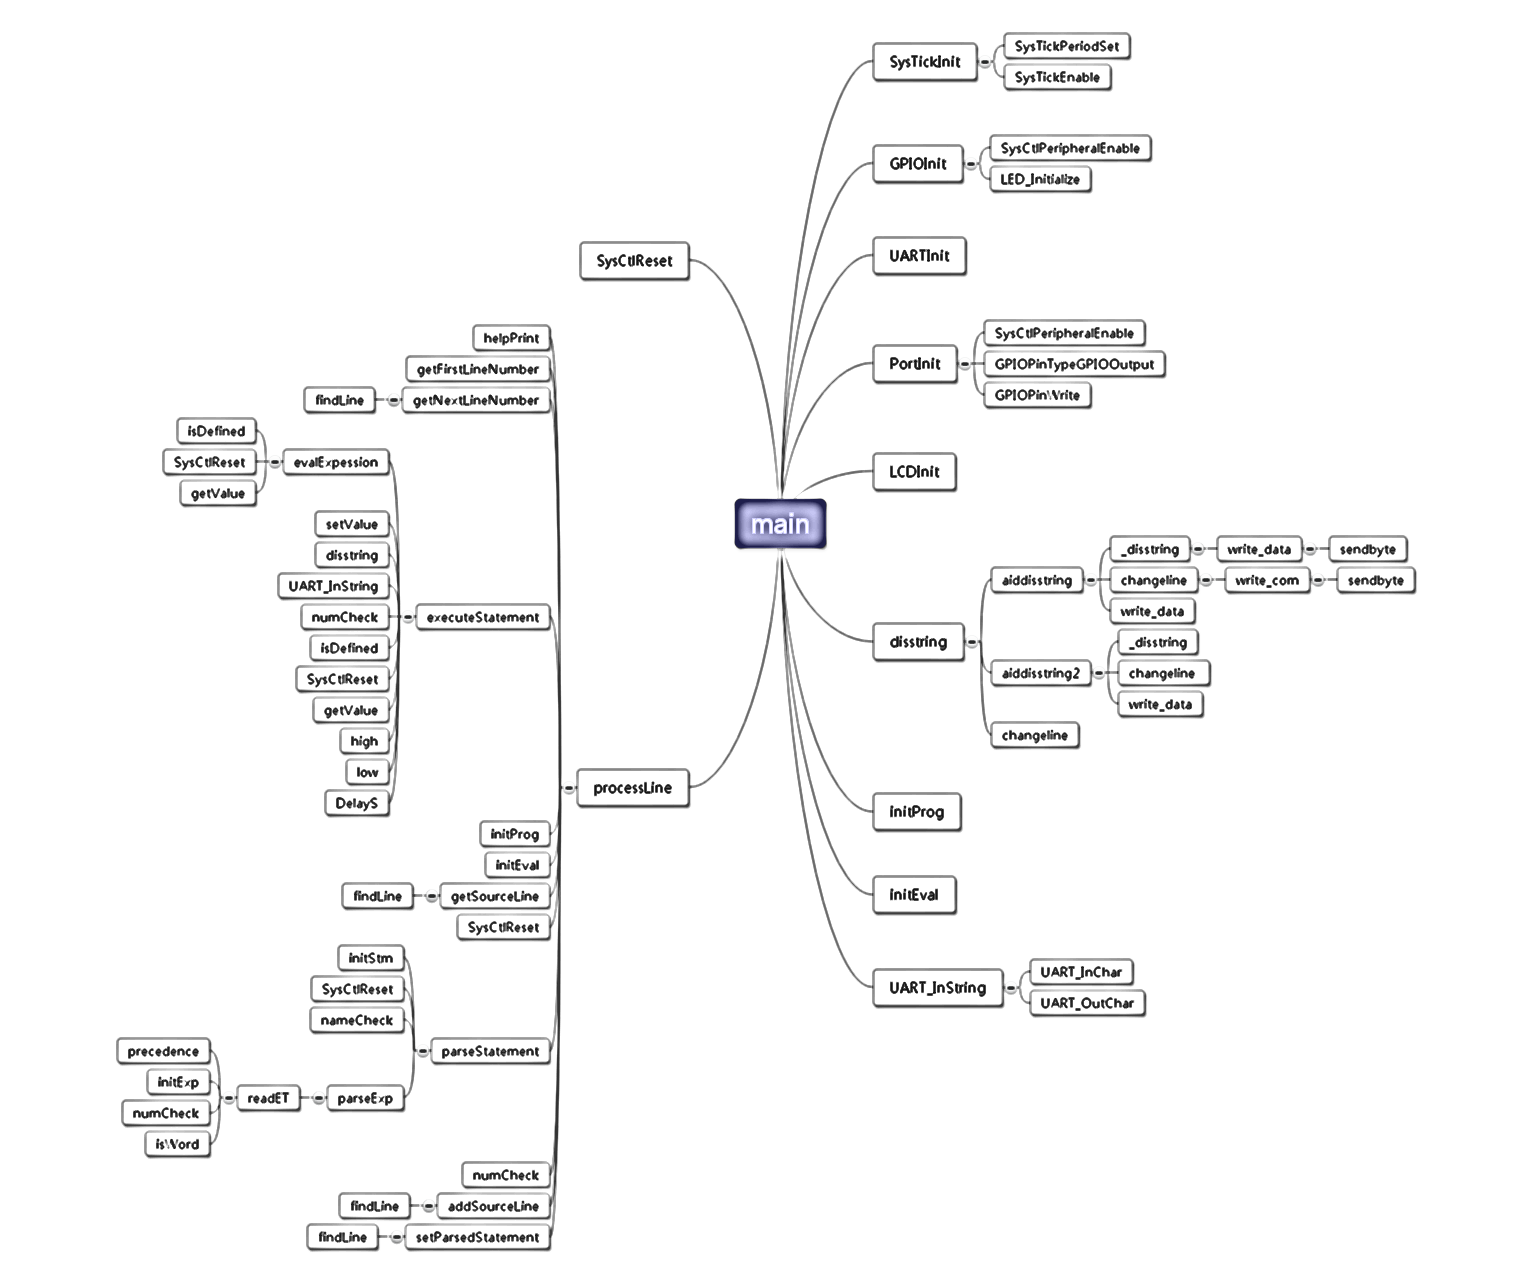 SysTickInit
SysTickPeriodSet
SysTickEnable
GPIOInit
SysCtlPeripheralEnable
LED_Initialize
UARTInit
PortInit
SysCtlPeripheralEnable
GPIOPinTypeGPIOOutput
GPIOPinWrite
LCDInit
main
disstring
aiddisstring
_disstring
write_data
sendbyte
changeline
write_com
sendbyte
write_data
aiddisstring2
_disstring
changeline
write_data
changeline
initProg
initEval
UART_InString
UART_InChar
UART_OutChar
SysCtlReset
processLine
helpPrint
getFirstLineNumber
getNextLineNumber
findLine
executeStatement
evalExpession
isDefined
SysCtlReset
getValue
setValue
disstring
UART_InString
numCheck
isDefined
SysCtlReset
getValue
high
low
DelayS
initProg
initEval
getSourceLine
findLine
SysCtlReset
parseStatement
initStm
SysCtlReset
nameCheck
parseExp
readET
precedence
initExp
numCheck
isWord
numCheck
addSourceLine
findLine
setParsedStatement
findLine